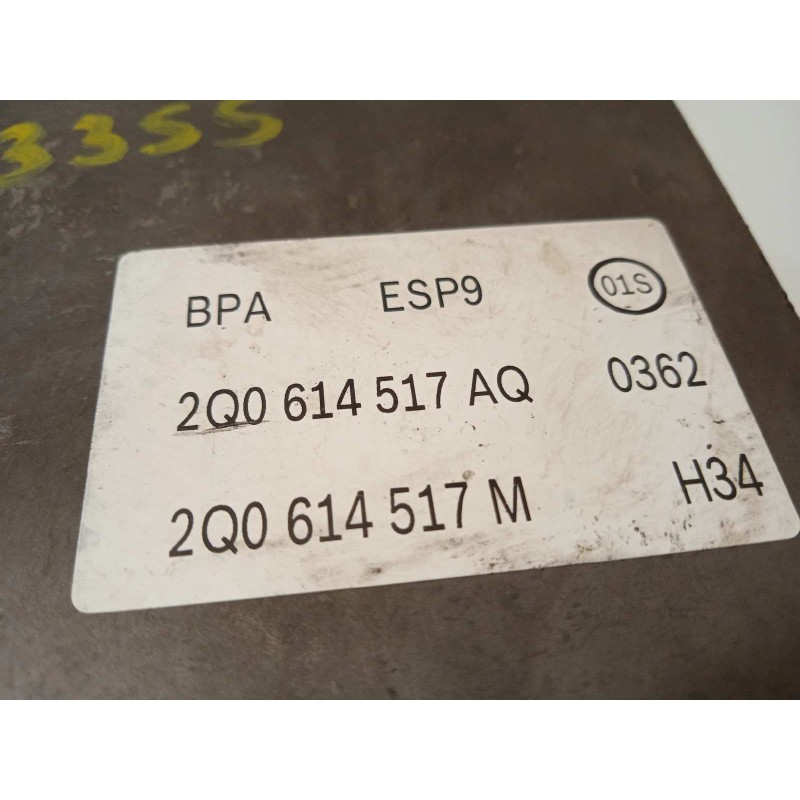 3355
BPA ESP9 01S
2Q0 614 517 AQ 0362
2Q0 614 517 M H34